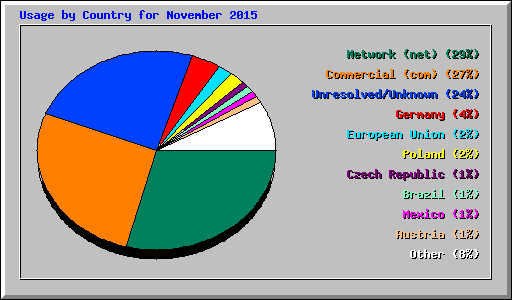 Usage by Country for November 2015
Network (net) (29%)
Commercial (com) (27%)
Unresolved/Unknown (24%)
Germany (4%)
European Union (2%)
Poland (2%)
Czech Republic (1%)
Brazil (1%)
Mexico (1%)
Austria (1%)
Other (8%)